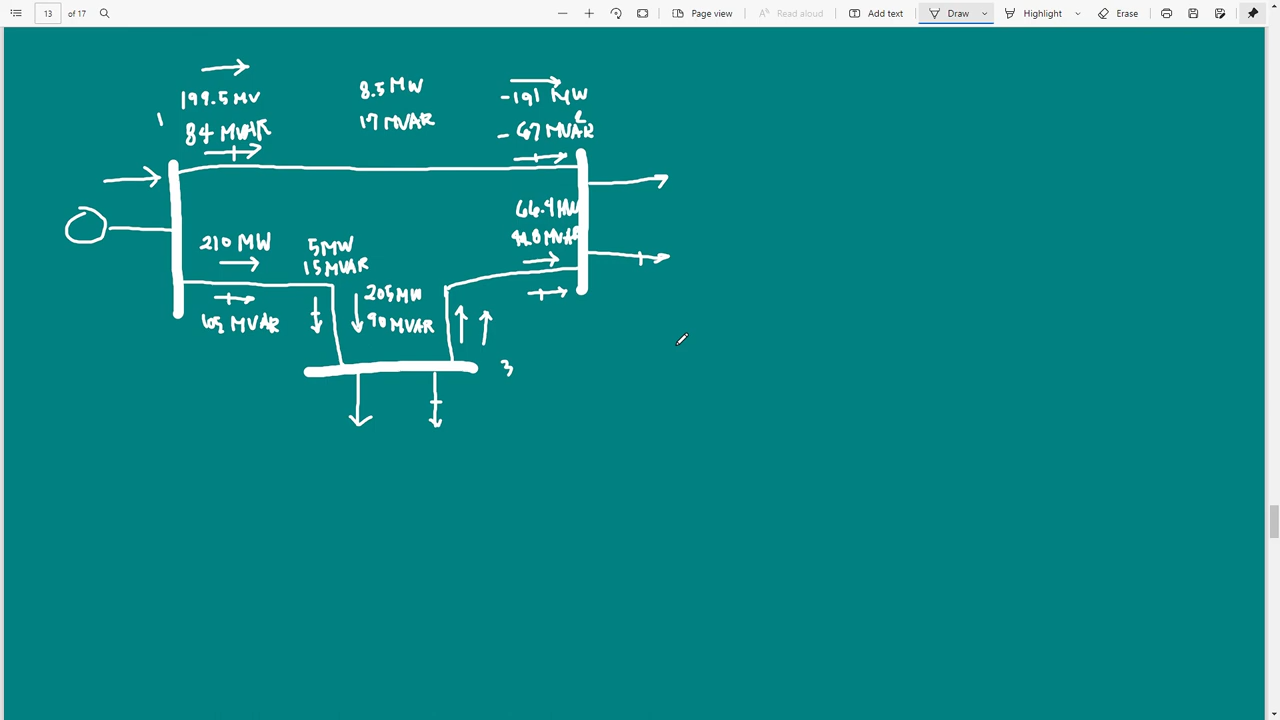 13 of 17 Page view Read aloud Add text Draw Highlight Erase
199.5 MV
84 MVAR
8.5 MW
17 MVAR
-191 MW
2
- 67 MVAR
1
66.4 MW
MVAR
210 MW
5 MW
15 MVAR
205 MW
90 MVAR
MVAR
3